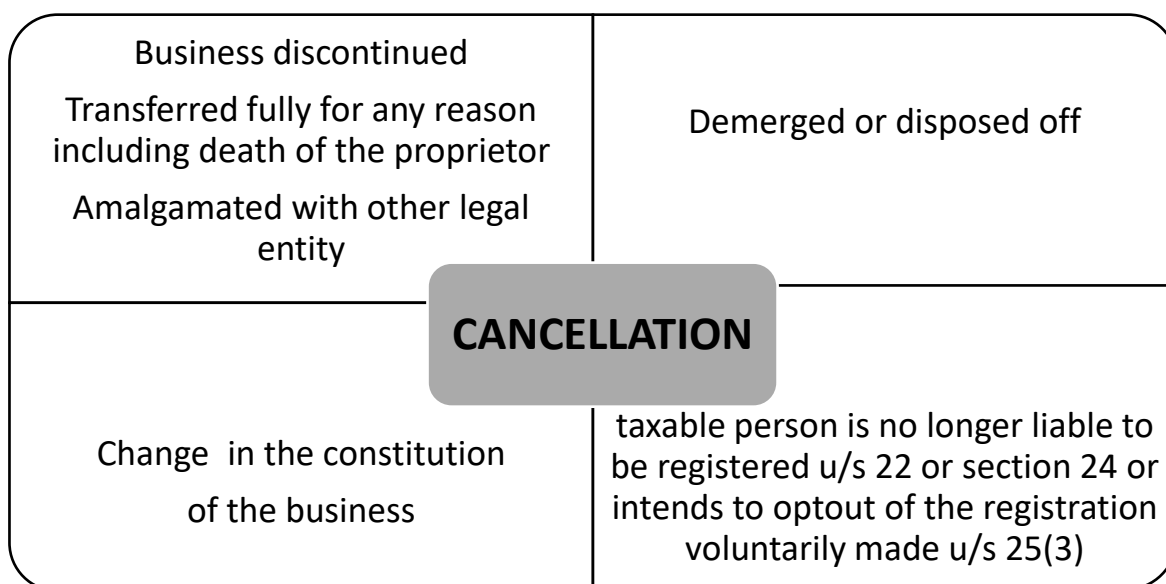 Business discontinued
Transferred fully for any reason
including death of the proprietor
Amalgamated with other legal
entity
Demerged or disposed off
CANCELLATION
Change in the constitution
of the business
taxable person is no longer liable to
be registered u/s 22 or section 24 or
intends to optout of the registration
voluntarily made u/s 25(3)